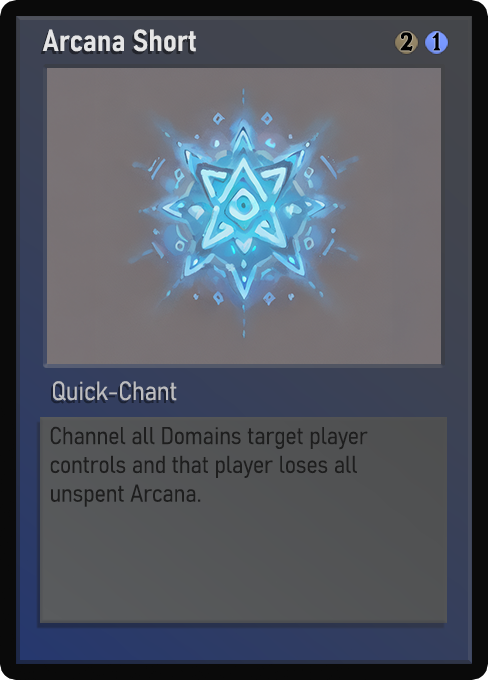 Arcana Short 2 1
Quick-Chant
Channel all Domains target player
controls and that player loses all
unspent Arcana.